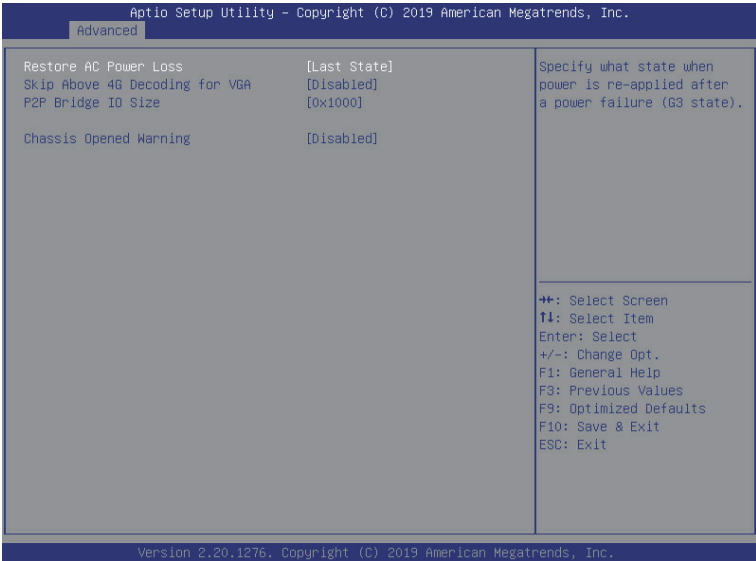 Aptio Setup Utility – Copyright (C) 2019 American Megatrends, Inc.
Advanced
Restore AC Power Loss [Last State]
Skip Above 4G Decoding for VGA [Disabled]
P2P Bridge IO Size [0x1000]
Chassis Opened Warning [Disabled]
Specify what state when
power is re-applied after
a power failure (G3 state).
→←: Select Screen
↑↓: Select Item
Enter: Select
+/-: Change Opt.
F1: General Help
F3: Previous Values
F9: Optimized Defaults
F10: Save & Exit
ESC: Exit
Version 2.20.1276. Copyright (C) 2019 American Megatrends, Inc.